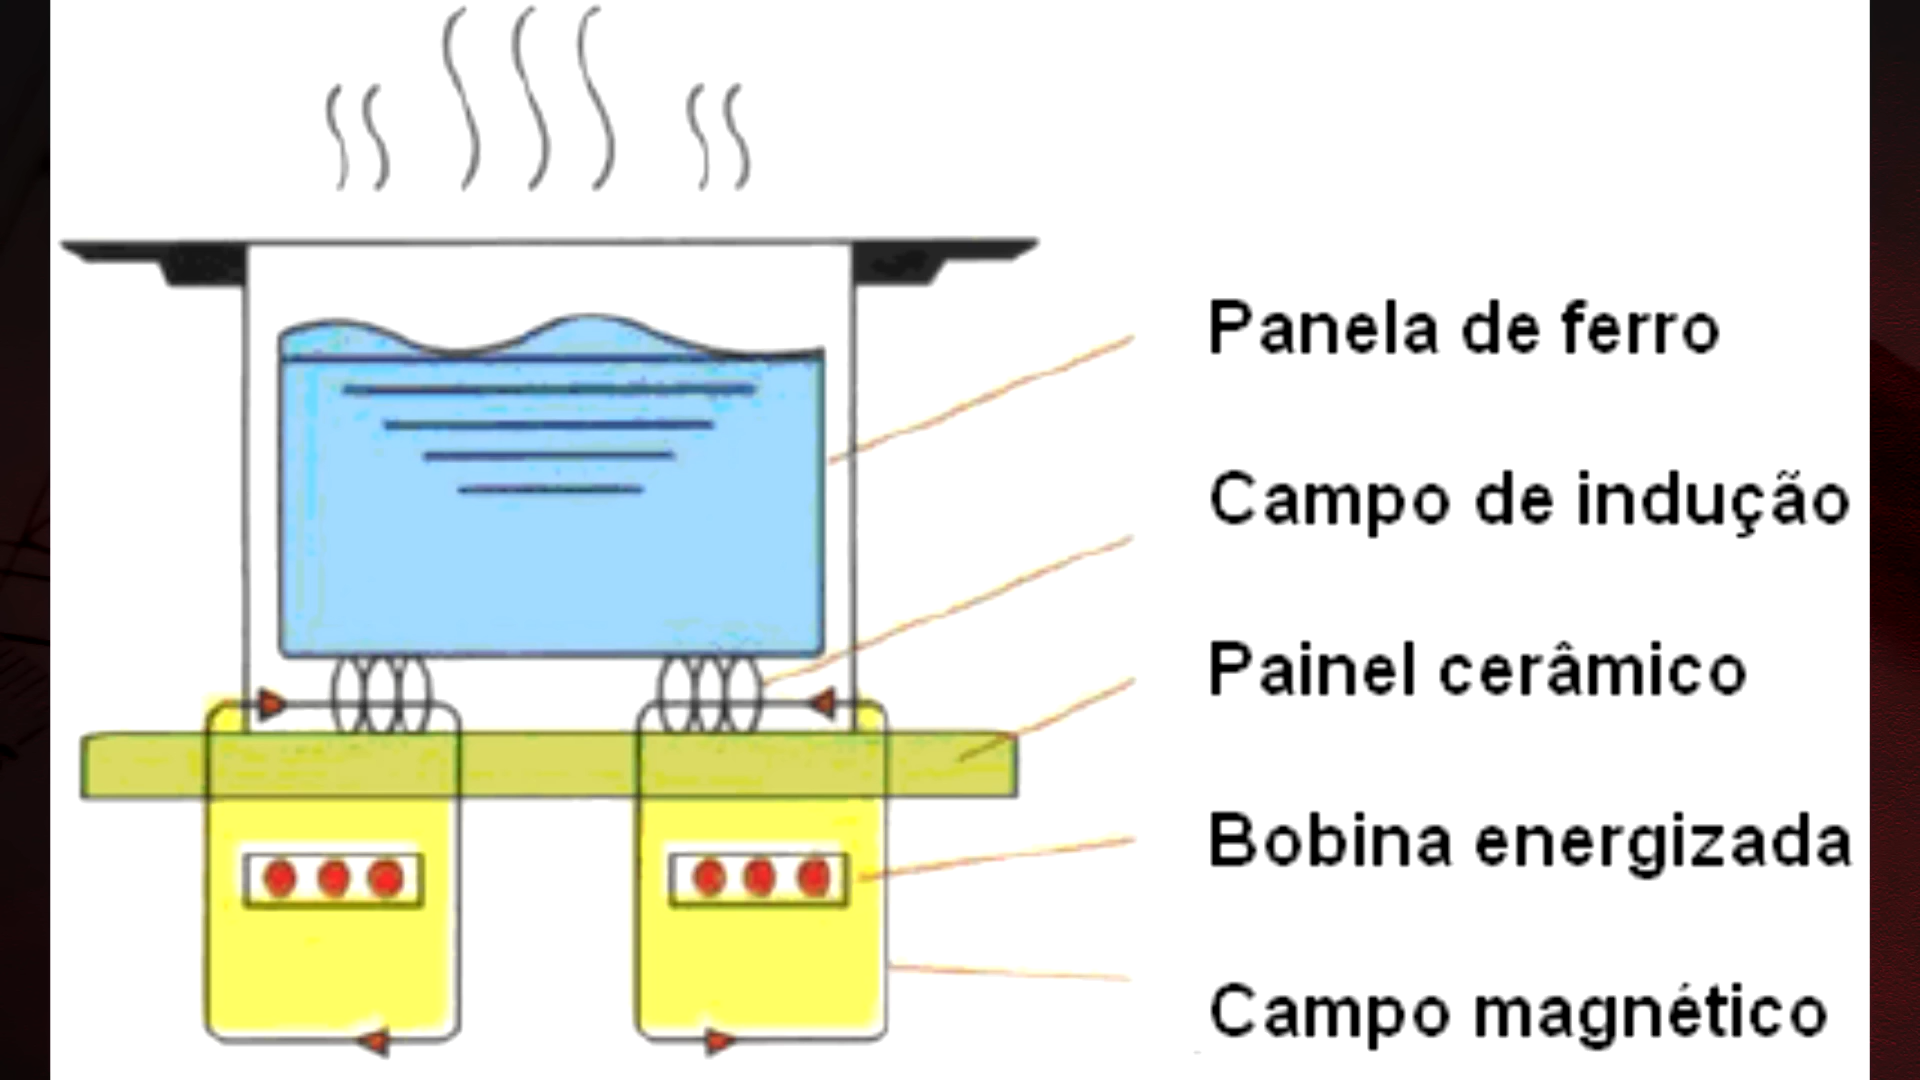 Panela de ferro
Campo de indução
Painel cerâmico
Bobina energizada
Campo magnético